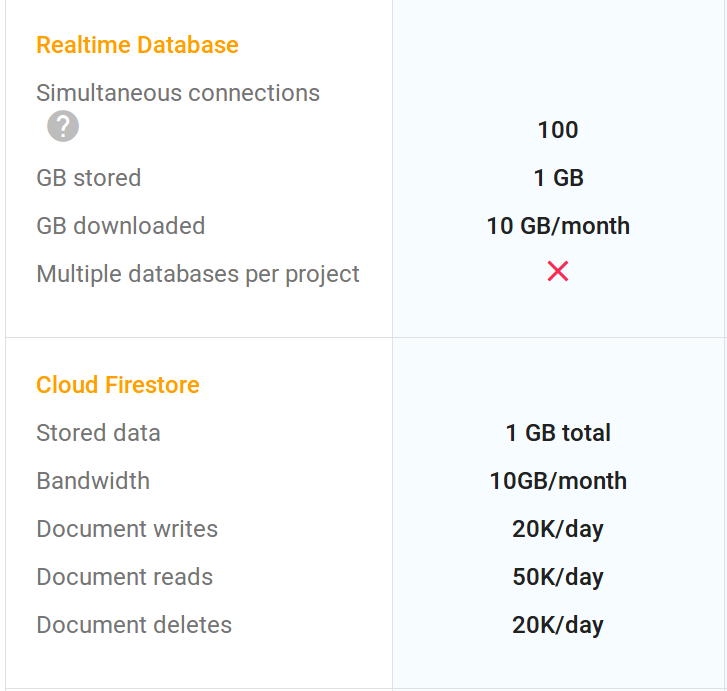 Realtime Database
Simultaneous connections
?
100
GB stored
1 GB
GB downloaded
10 GB/month
Multiple databases per project
Cloud Firestore
Stored data
1 GB total
Bandwidth
10GB/month
Document writes
20K/day
Document reads
50K/day
Document deletes
20K/day